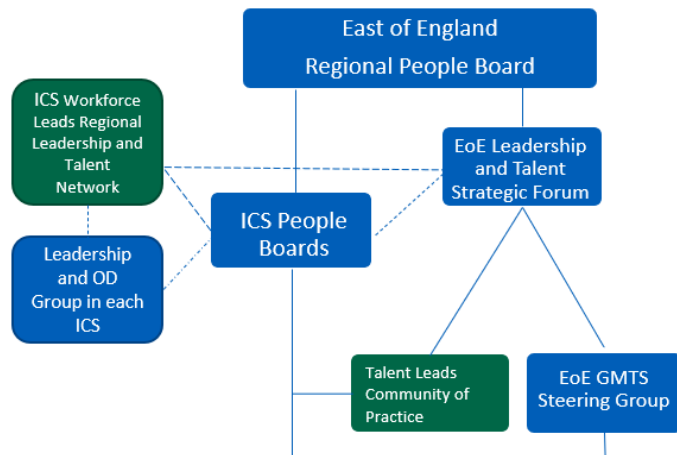 East of England
Regional People Board
ICS Workforce
Leads Regional
Leadership and
Talent
Network
EoE Leadership
and Talent
Strategic Forum
ICS People
Boards
Leadership
and OD
Group in each
ICS
Talent Leads
Community of
Practice
EoE GMTS
Steering Group